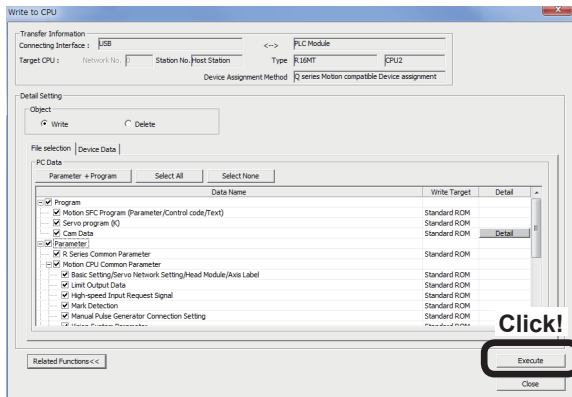 Write to CPU
Transfer Information
Connecting Interface : USB <--> PLC Module
Target CPU : Network No. 0 Station No. Host Station Type R16MT CPU2
Device Assignment Method Q series Motion compatible Device assignment
Detail Setting
Object
Write Delete
File selection Device Data
PC Data
Parameter + Program Select All Select None
Data Name Write Target Detail
Program
Motion SFC Program (Parameter/Control code/Text) Standard ROM
Servo program (K) Standard ROM
Cam Data Standard ROM Detail
Parameter
R Series Common Parameter Standard ROM
Motion CPU Common Parameter
Basic Setting/Servo Network Setting/Head Module/Axis Label Standard ROM
Limit Output Data Standard ROM
High-speed Input Request Signal Standard ROM
Mark Detection Standard ROM
Manual Pulse Generator Connection Setting Standard ROM
Vision System Parameter Standard ROM
Click!
Related Functions<< Execute
Close